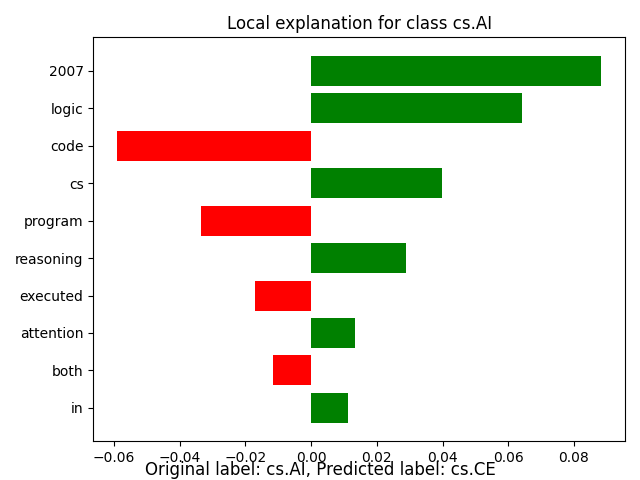 Local explanation for class cs.AI
2007
logic
code
cs
program
reasoning
executed
attention
both
in
−0.06 −0.04 −0.02 0.00 0.02 0.04 0.06 0.08
Original label: cs.AI, Predicted label: cs.CE